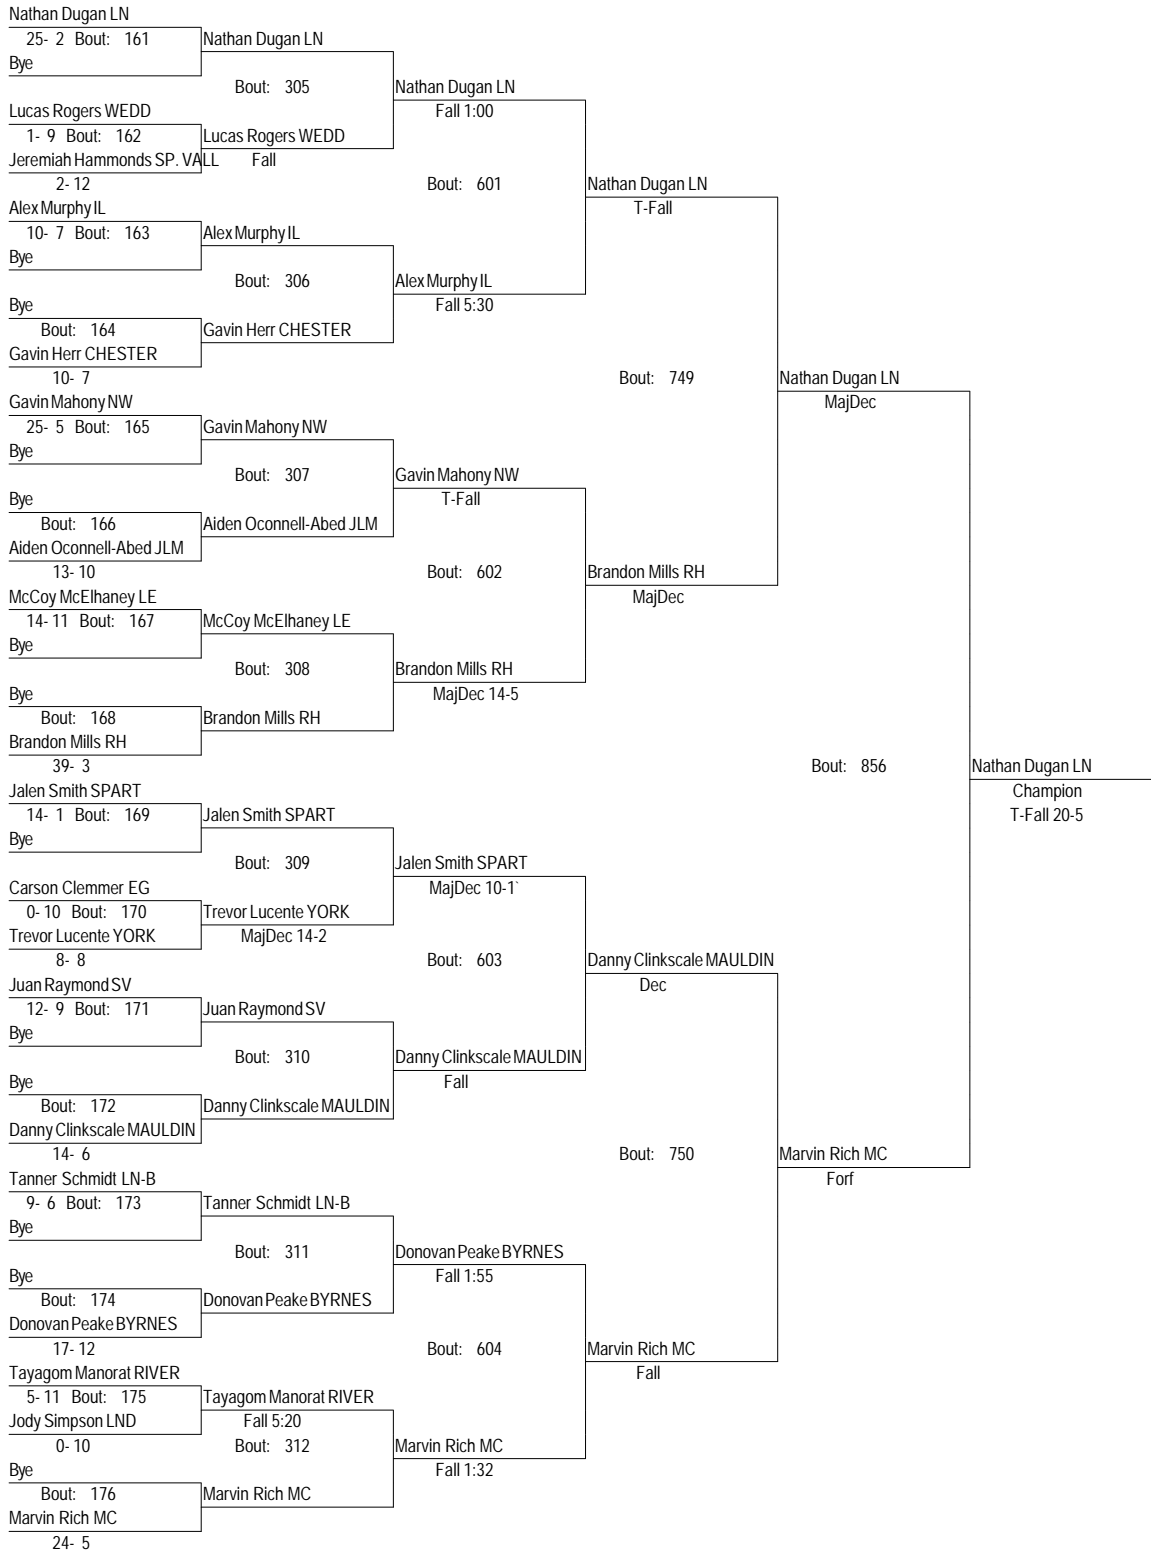 Nathan Dugan LN
25- 2 Bout: 161 Nathan Dugan LN
Bye
Bout: 305 Nathan Dugan LN
Lucas Rogers WEDD Fall 1:00
1- 9 Bout: 162 Lucas Rogers WEDD
Jeremiah Hammonds SP. VALL Fall
2- 12 Bout: 601 Nathan Dugan LN
Alex Murphy IL T-Fall
10- 7 Bout: 163 Alex Murphy IL
Bye
Bout: 306 Alex Murphy IL
Bye Fall 5:30
Bout: 164 Gavin Herr CHESTER
Gavin Herr CHESTER
10- 7 Bout: 749 Nathan Dugan LN
Gavin Mahony NW MajDec
25- 5 Bout: 165 Gavin Mahony NW
Bye
Bout: 307 Gavin Mahony NW
Bye T-Fall
Bout: 166 Aiden Oconnell-Abed JLM
Aiden Oconnell-Abed JLM
13- 10 Bout: 602 Brandon Mills RH
McCoy McElhaney LE MajDec
14- 11 Bout: 167 McCoy McElhaney LE
Bye
Bout: 308 Brandon Mills RH
Bye MajDec 14-5
Bout: 168 Brandon Mills RH
Brandon Mills RH
39- 3 Bout: 856 Nathan Dugan LN
Jalen Smith SPART Champion
14- 1 Bout: 169 Jalen Smith SPART T-Fall 20-5
Bye
Bout: 309 Jalen Smith SPART
Carson Clemmer EG MajDec 10-1`
0- 10 Bout: 170 Trevor Lucente YORK
Trevor Lucente YORK MajDec 14-2
8- 8 Bout: 603 Danny Clinkscale MAULDIN
Juan Raymond SV Dec
12- 9 Bout: 171 Juan Raymond SV
Bye
Bout: 310 Danny Clinkscale MAULDIN
Bye Fall
Bout: 172 Danny Clinkscale MAULDIN
Danny Clinkscale MAULDIN
14- 6 Bout: 750 Marvin Rich MC
Tanner Schmidt LN-B Forf
9- 6 Bout: 173 Tanner Schmidt LN-B
Bye
Bout: 311 Donovan Peake BYRNES
Bye Fall 1:55
Bout: 174 Donovan Peake BYRNES
Donovan Peake BYRNES
17- 12 Bout: 604 Marvin Rich MC
Tayagom Manorat RIVER Fall
5- 11 Bout: 175 Tayagom Manorat RIVER
Jody Simpson LND Fall 5:20
0- 10 Bout: 312 Marvin Rich MC
Bye Fall 1:32
Bout: 176 Marvin Rich MC
Marvin Rich MC
24- 5